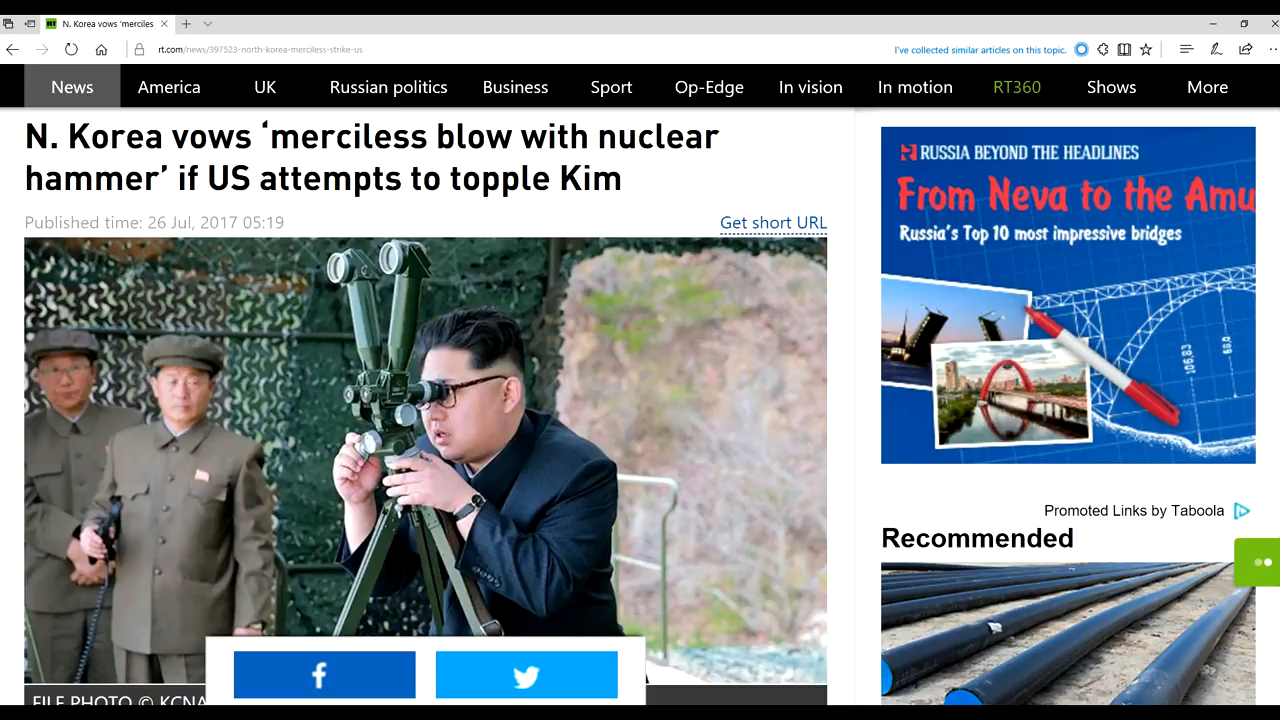 RT
N. Korea vows 'merciles
rt.com/news/397523-north-korea-merciless-strike-us
I've collected similar articles on this topic.
News America UK Russian politics Business Sport Op-Edge In vision In motion RT360 Shows More
N. Korea vows ‘merciless blow with nuclear
hammer’ if US attempts to topple Kim
Published time: 26 Jul, 2017 05:19
Get short URL
FILE PHOTO © KCNA
RUSSIA BEYOND THE HEADLINES
From Neva to the Amu
Russia's Top 10 most impressive bridges
106,83
Promoted Links by Taboola
Recommended